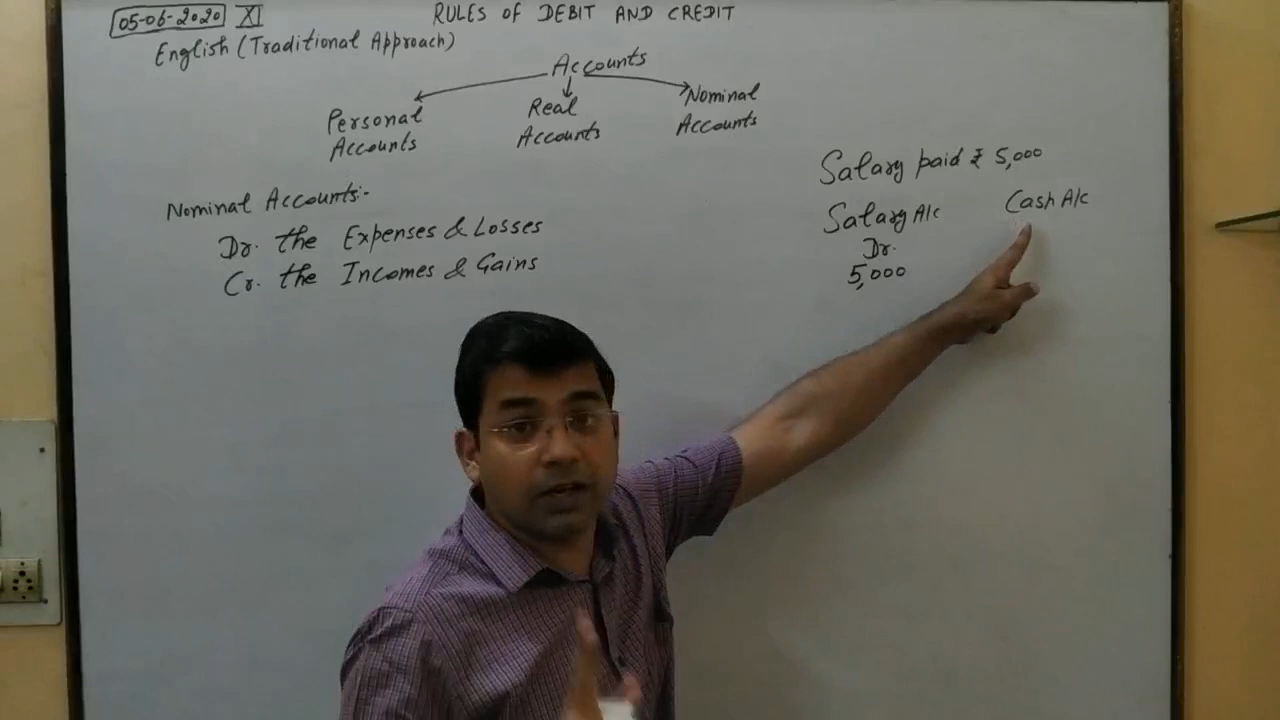 05-06-2020 XI
RULES OF DEBIT AND CREDIT
English (Traditional Approach)
Accounts
Personal Accounts
Real Accounts
Nominal Accounts
Nominal Accounts:-
Dr. the Expenses & Losses
Cr. the Incomes & Gains
Salary paid ₹ 5,000
Salary A/c Cash A/c
Dr.
5,000